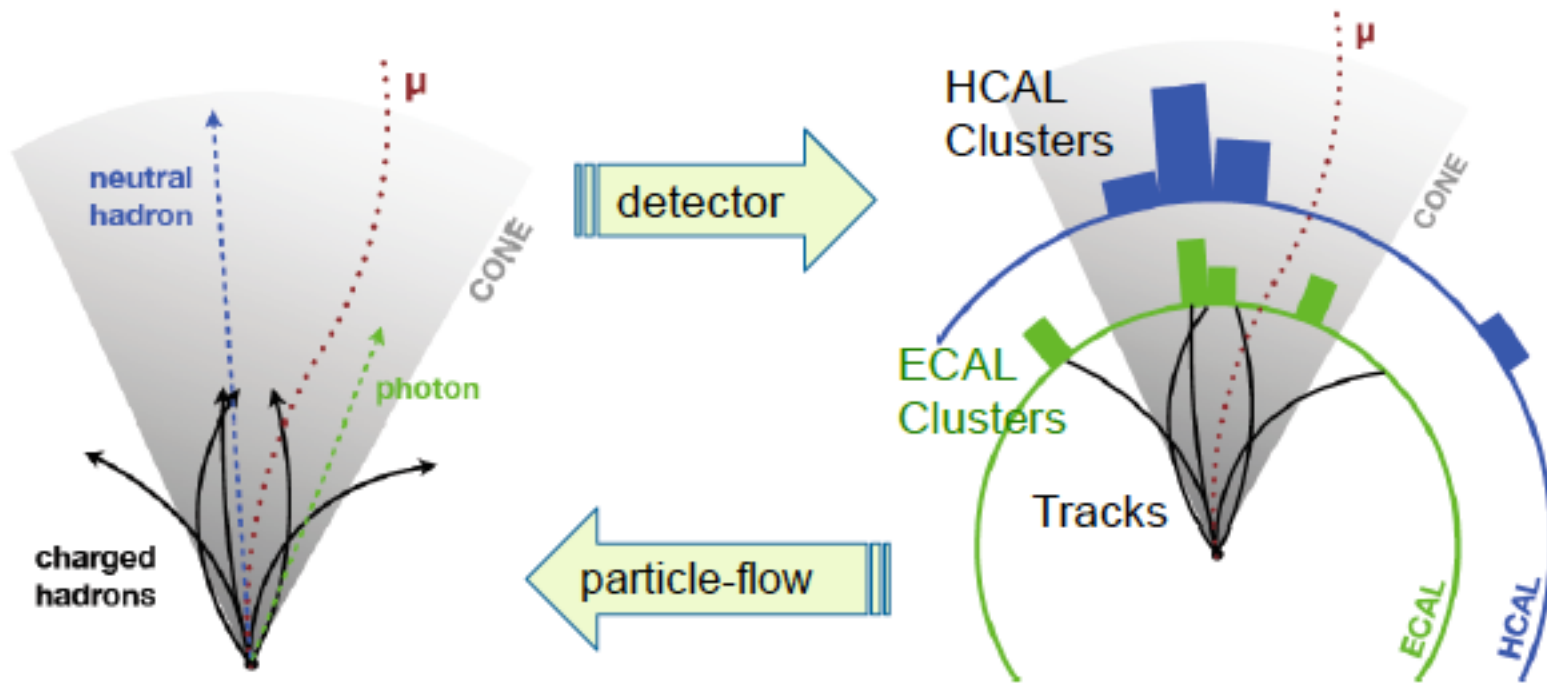 μ
neutral
hadron
CONE
photon
charged
hadrons
detector
particle-flow
μ
HCAL
Clusters
CONE
ECAL
Clusters
Tracks
ECAL
HCAL